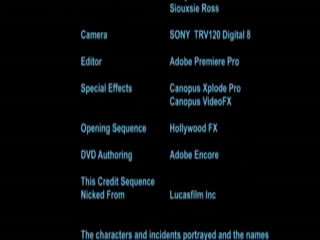 Siouxsie Ross
Camera SONY TRV120 Digital 8
Editor Adobe Premiere Pro
Special Effects Canopus Xplode Pro
Canopus VideoFX
Opening Sequence Hollywood FX
DVD Authoring Adobe Encore
This Credit Sequence
Nicked From Lucasfilm Inc
The characters and incidents portrayed and the names